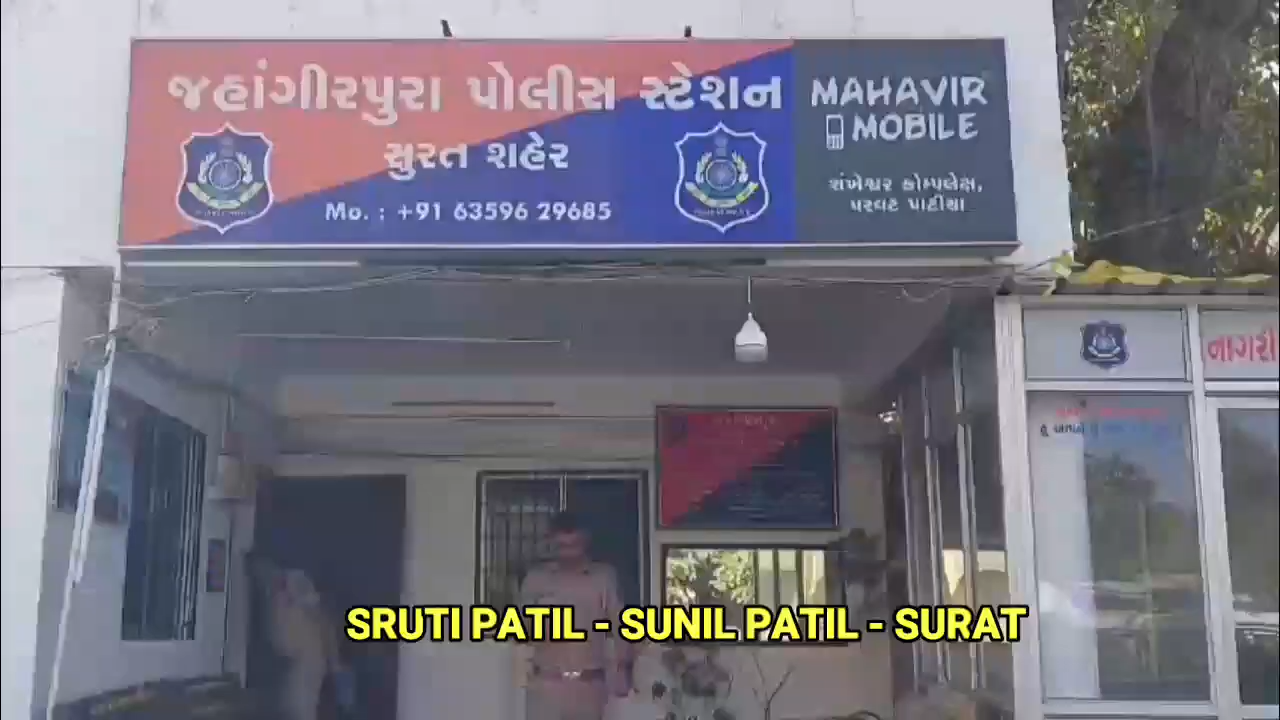 જહાંગીરપુરા પોલીસ સ્ટેશન
સુરત શહેર
Mo. : +91 63596 29685
MAHAVIR
MOBILE
શંખેશ્વર કોમ્પલેક્ષ,
પરવટ પાટીયા
નાગરી
SRUTI PATIL - SUNIL PATIL - SURAT